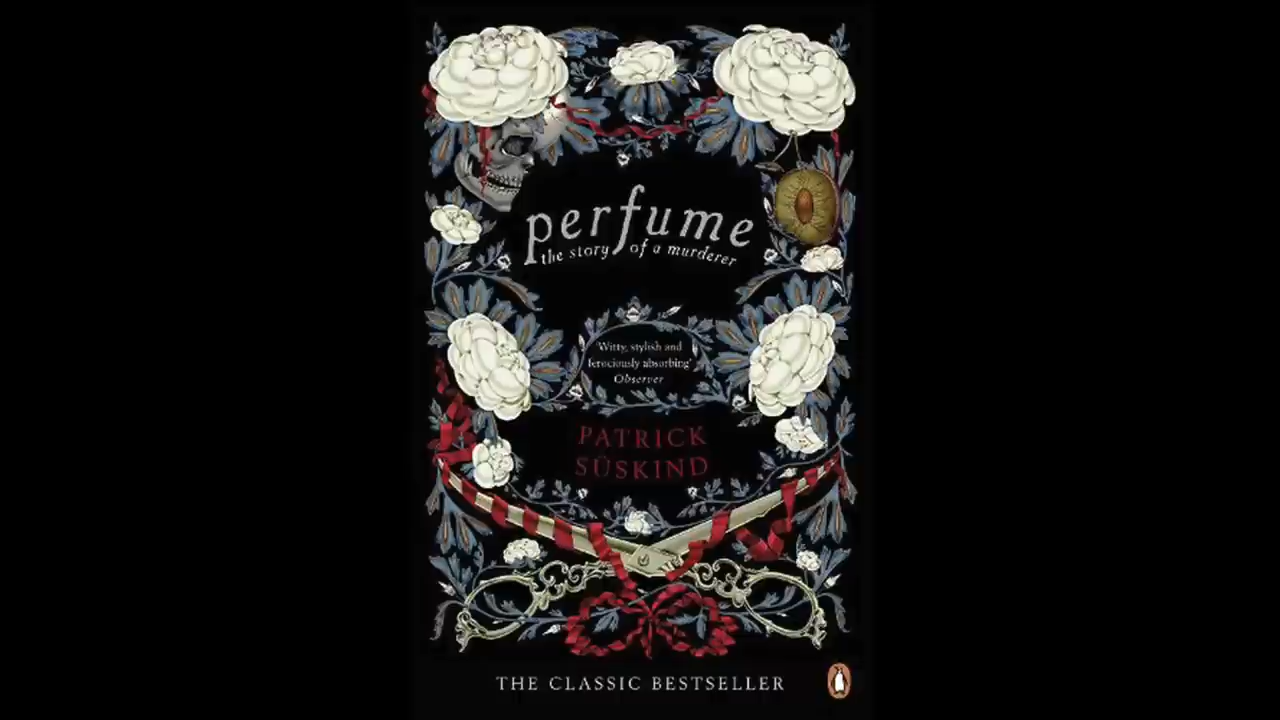 perfume
the story of a murderer
'Witty, stylish and
ferociously absorbing'
Observer
PATRICK
SÜSKIND
THE CLASSIC BESTSELLER